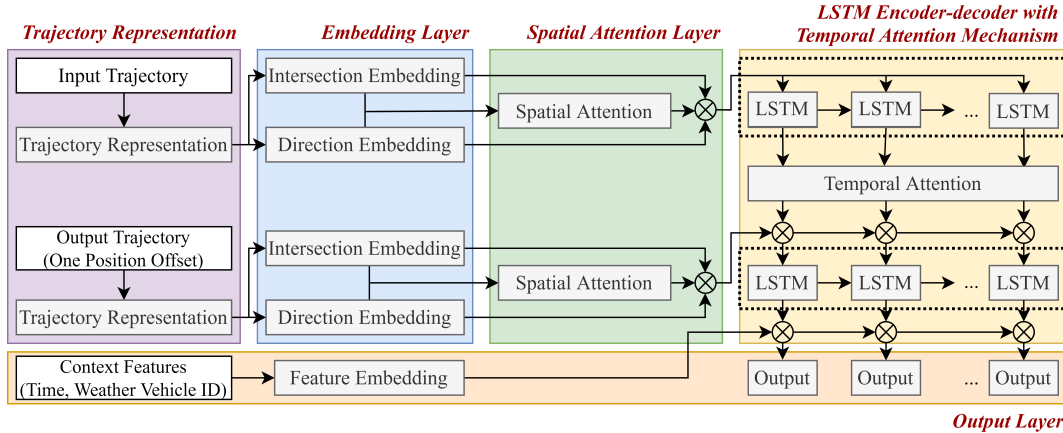 Trajectory Representation
Embedding Layer
Spatial Attention Layer
LSTM Encoder-decoder with
Temporal Attention Mechanism
Input Trajectory
Trajectory Representation
Intersection Embedding
Direction Embedding
Spatial Attention
LSTM
LSTM
...
LSTM
Temporal Attention
Output Trajectory
(One Position Offset)
Trajectory Representation
Intersection Embedding
Direction Embedding
Spatial Attention
LSTM
LSTM
...
LSTM
Context Features
(Time, Weather Vehicle ID)
Feature Embedding
Output
Output
...
Output
Output Layer